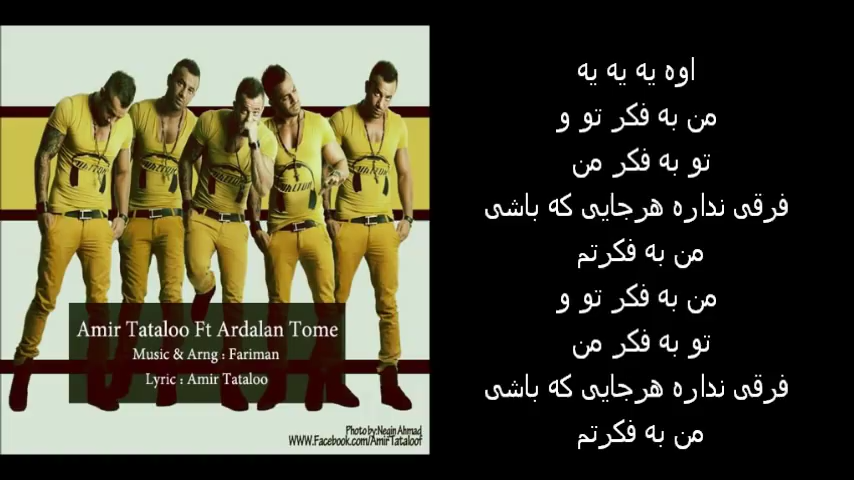 Amir Tataloo Ft Ardalan Tome
Music & Arng : Fariman
Lyric : Amir Tataloo
Photo by:Negin Ahmad
WWW.Facebook.com/AmirTataloof
اوه یه یه یه
من به فکر تو و
تو به فکر من
فرقی نداره هرجایی که باشی
من به فکرتم
من به فکر تو و
تو به فکر من
فرقی نداره هرجایی که باشی
من به فکرتم